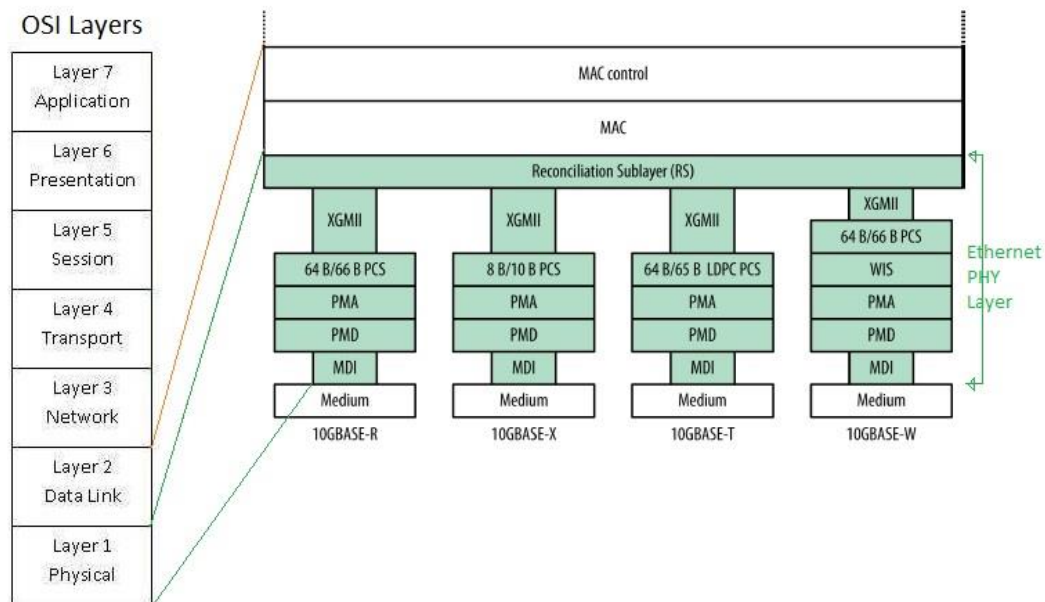 OSI Layers
Layer 7
Application
Layer 6
Presentation
Layer 5
Session
Layer 4
Transport
Layer 3
Network
Layer 2
Data Link
Layer 1
Physical
MAC control
MAC
Reconciliation Sublayer (RS)
XGMII
64 B/66 B PCS
PMA
PMD
MDI
Medium
10GBASE-R
XGMII
8 B/10 B PCS
PMA
PMD
MDI
Medium
10GBASE-X
XGMII
64 B/65 B LDPC PCS
PMA
PMD
MDI
Medium
10GBASE-T
XGMII
64 B/66 B PCS
WIS
PMA
PMD
MDI
Medium
10GBASE-W
Ethernet
PHY
Layer